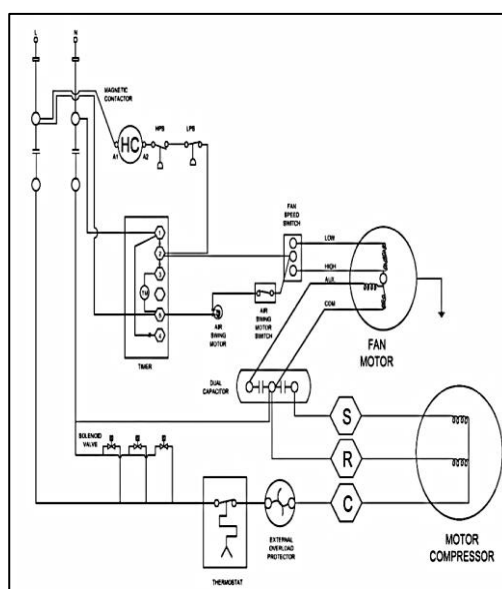 L
N
MAGNETIC
CONTACTOR
HC
A1
A2
HPS
LPS
FAN
SPEED
SWITCH
LOW
HIGH
AUX
COM
FAN
MOTOR
1
2
3
TM
5
4
TIMER
AIR
SWING
MOTOR
AIR
SWING
MOTOR
SWITCH
DUAL
CAPACITOR
S
R
C
SOLENOID
VALVE
THERMOSTAT
EXTERNAL
OVERLOAD
PROTECTOR
MOTOR
COMPRESSOR